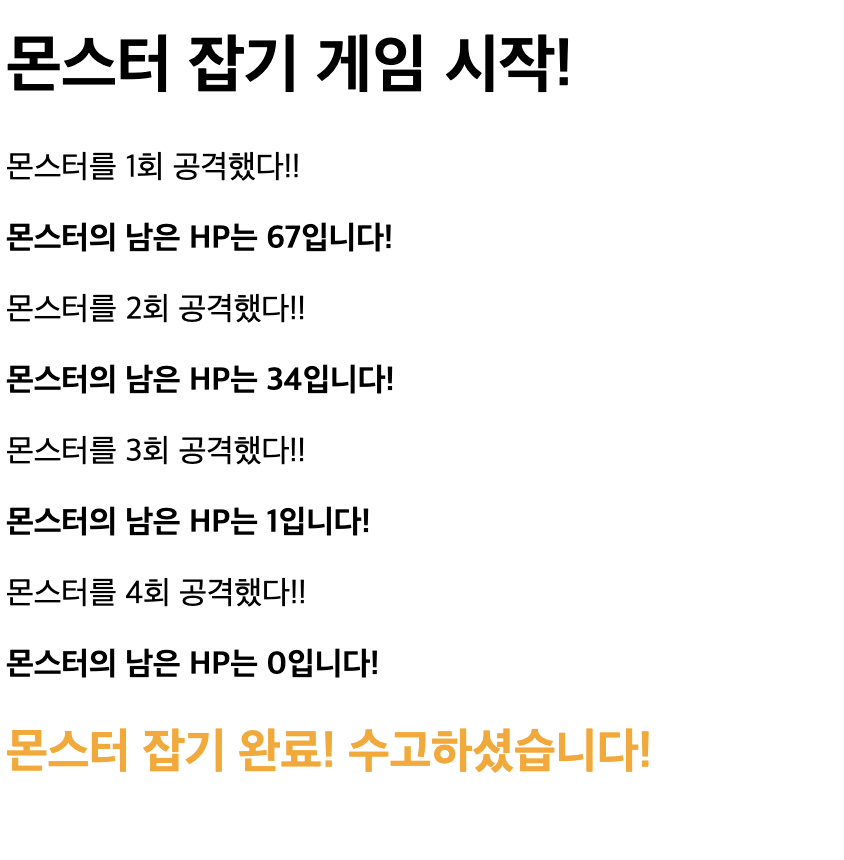 몬스터 잡기 게임 시작!
몬스터를 1회 공격했다!!
몬스터의 남은 HP는 67입니다!
몬스터를 2회 공격했다!!
몬스터의 남은 HP는 34입니다!
몬스터를 3회 공격했다!!
몬스터의 남은 HP는 1입니다!
몬스터를 4회 공격했다!!
몬스터의 남은 HP는 0입니다!
몬스터 잡기 완료! 수고하셨습니다!